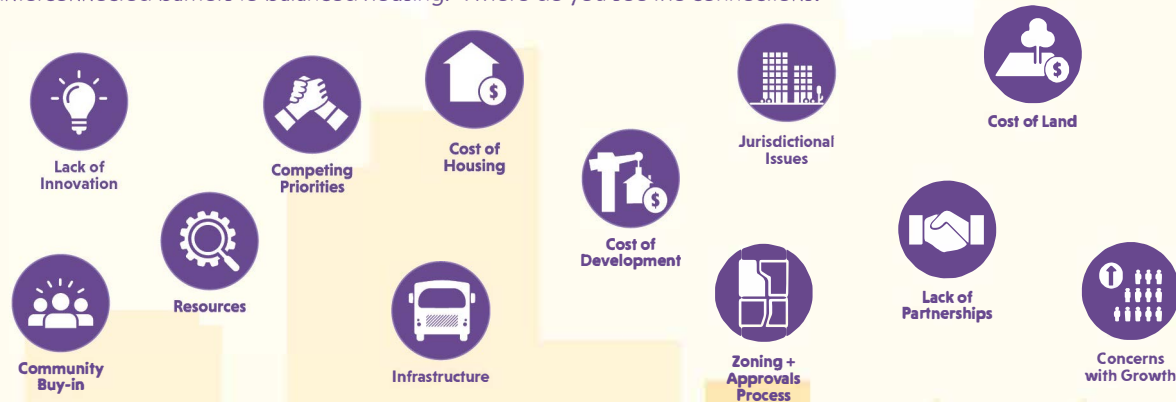 interconnected barriers to balanced housing. Where do you see the connections?
Lack of
Innovation
Competing
Priorities
Cost of
Housing
Jurisdictional
Issues
Cost of Land
Resources
Cost of
Development
Lack of
Partnerships
Community
Buy-in
Infrastructure
Zoning +
Approvals
Process
Concerns
with Growth